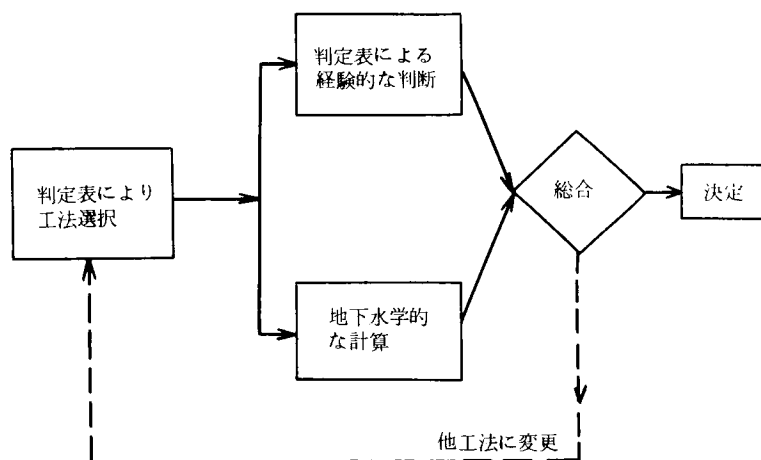 判定表による
経験的な判断
判定表により
工法選択
総合
決定
地下水学的
な計算
他工法に変更